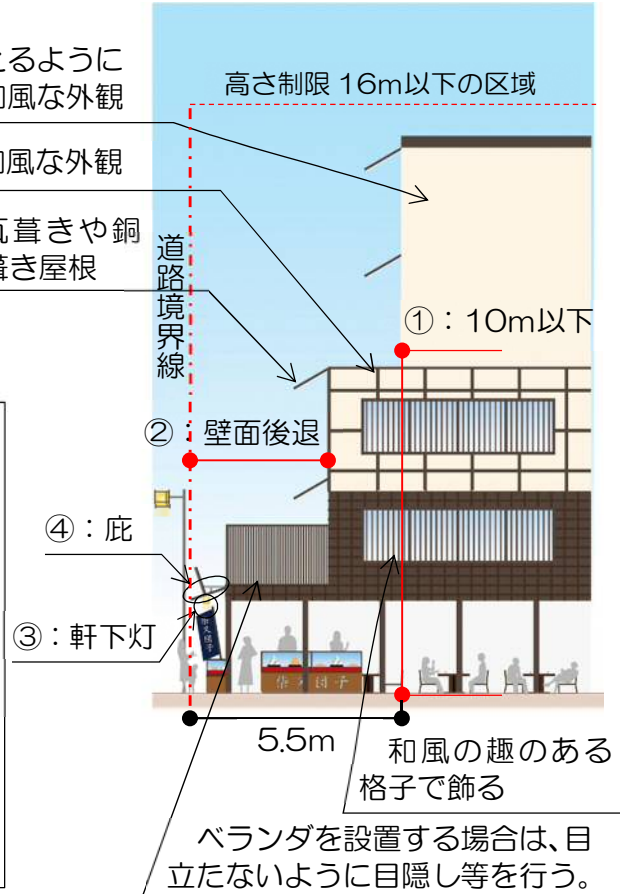 えるように
和風な外観
高さ制限 16m以下の区域
和風な外観
瓦葺きや銅
葺き屋根
道路境界線
①：10m以下
②：壁面後退
④：庇
③：軒下灯
5.5m
和風の趣のある
格子で飾る
ベランダを設置する場合は、目
立たないように目隠し等を行う。